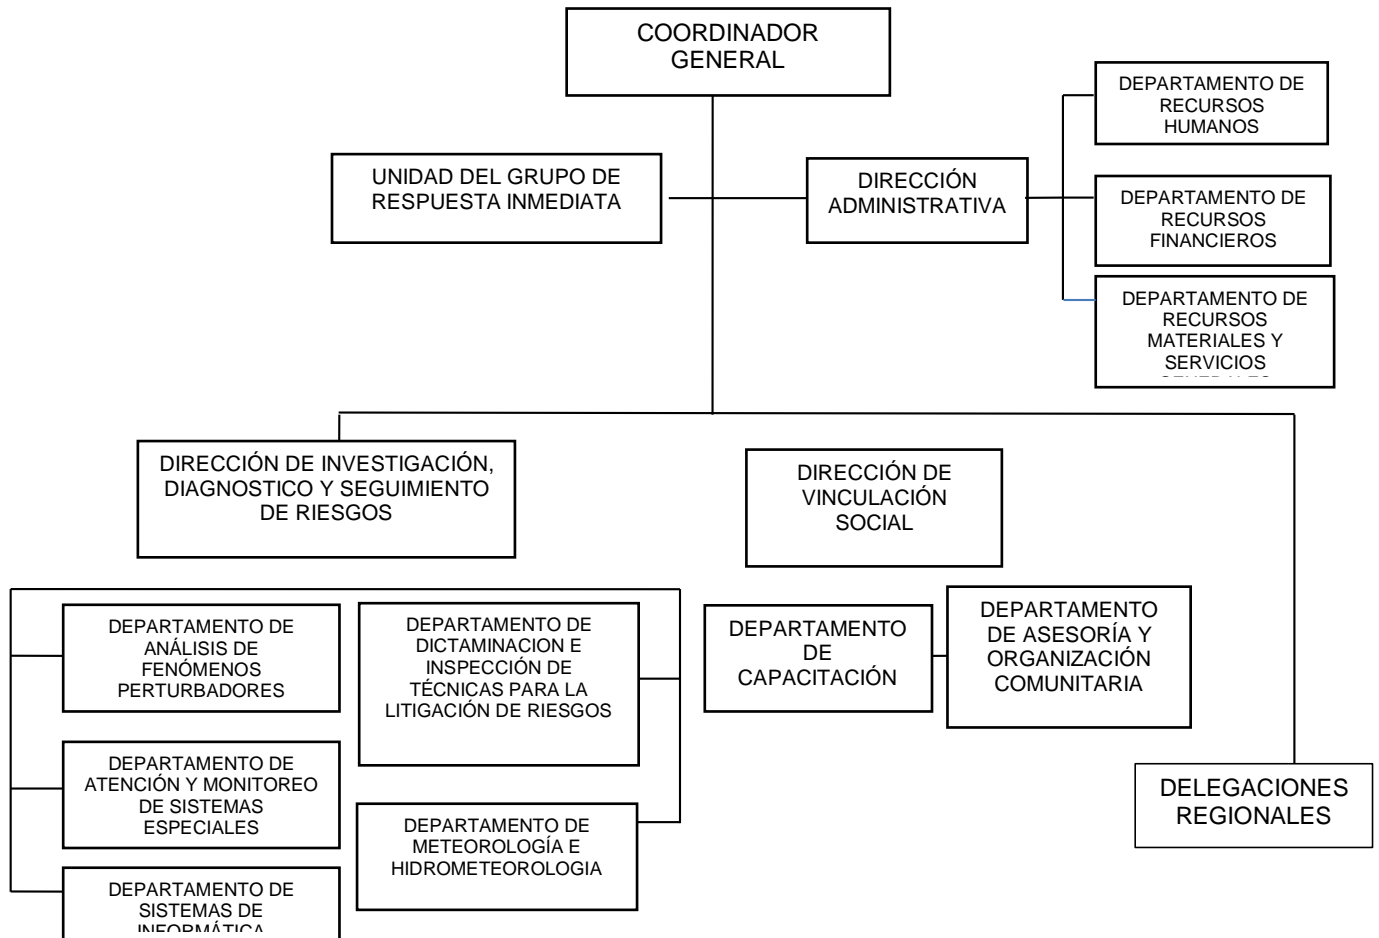 COORDINADOR
GENERAL
UNIDAD DEL GRUPO DE
RESPUESTA INMEDIATA
DIRECCIÓN
ADMINISTRATIVA
DEPARTAMENTO DE
RECURSOS
HUMANOS
DEPARTAMENTO DE
RECURSOS
FINANCIEROS
DEPARTAMENTO DE
RECURSOS
MATERIALES Y
SERVICIOS
DIRECCIÓN DE INVESTIGACIÓN,
DIAGNOSTICO Y SEGUIMIENTO
DE RIESGOS
DIRECCIÓN DE
VINCULACIÓN
SOCIAL
DEPARTAMENTO DE
ANÁLISIS DE
FENÓMENOS
PERTURBADORES
DEPARTAMENTO DE
DICTAMINACION E
INSPECCIÓN DE
TÉCNICAS PARA LA
LITIGACIÓN DE RIESGOS
DEPARTAMENTO
DE
CAPACITACIÓN
DEPARTAMENTO
DE ASESORÍA Y
ORGANIZACIÓN
COMUNITARIA
DEPARTAMENTO DE
ATENCIÓN Y MONITOREO
DE SISTEMAS
ESPECIALES
DEPARTAMENTO DE
METEOROLOGÍA E
HIDROMETEOROLOGIA
DELEGACIONES
REGIONALES
DEPARTAMENTO DE
SISTEMAS DE
INFORMÁTICA